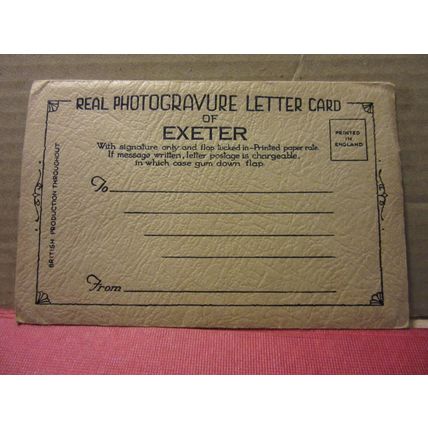 REAL PHOTOGRAVURE LETTER CARD
OF
EXETER
With signature only and flap tucked in-Printed paper rate.
If message written, letter postage is chargeable,
in which case gum down flap.
PRINTED
IN
ENGLAND
BRITISH PRODUCTION THROUGHOUT
To
From